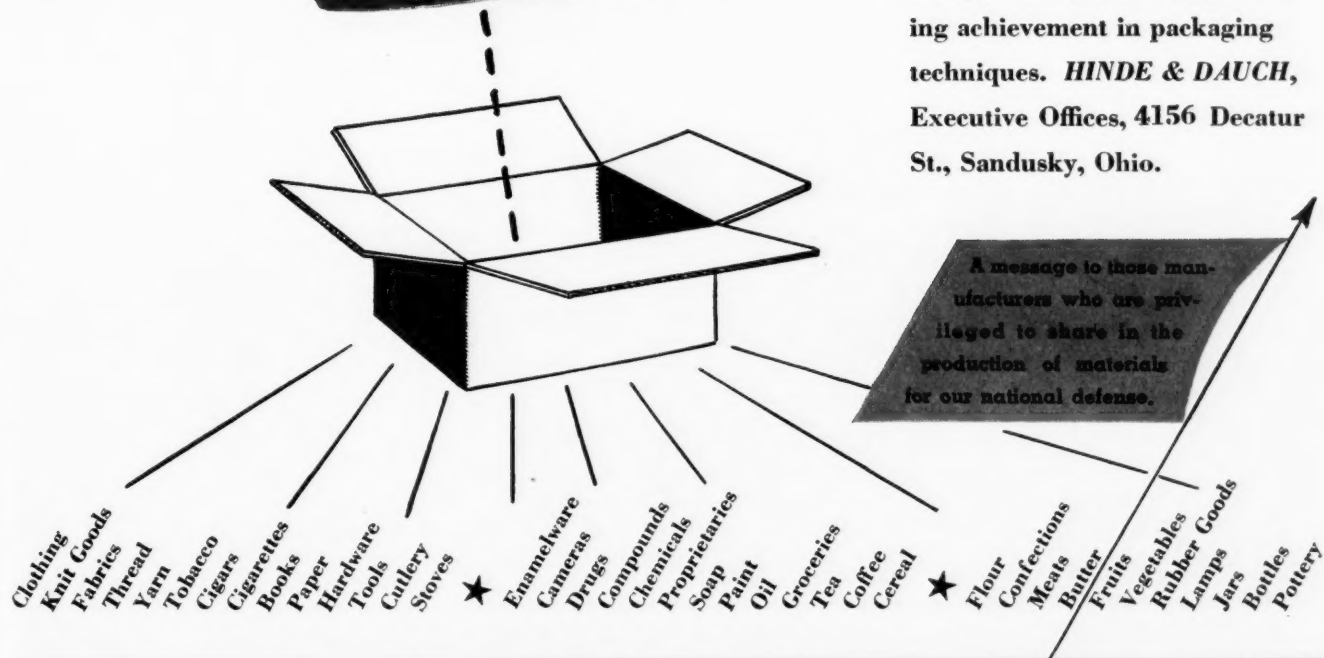 ing achievement in packaging
techniques. HINDE & DAUCH,
Executive Offices, 4156 Decatur
St., Sandusky, Ohio.
A message to those man-
ufacturers who are priv-
ileged to share in the
production of materials
for our national defense.
Clothing
Knit Goods
Fabrics
Thread
Yarn
Tobacco
Cigars
Cigarettes
Books
Paper
Hardware
Tools
Cutlery
Stoves
★
Enamelware
Cameras
Drugs
Compounds
Chemicals
Proprietaries
Soap
Paint
Oil
Groceries
Tea
Coffee
Cereal
★
Flour
Confections
Meats
Butter
Fruits
Vegetables
Rubber Goods
Lamps
Jars
Bottles
Pottery